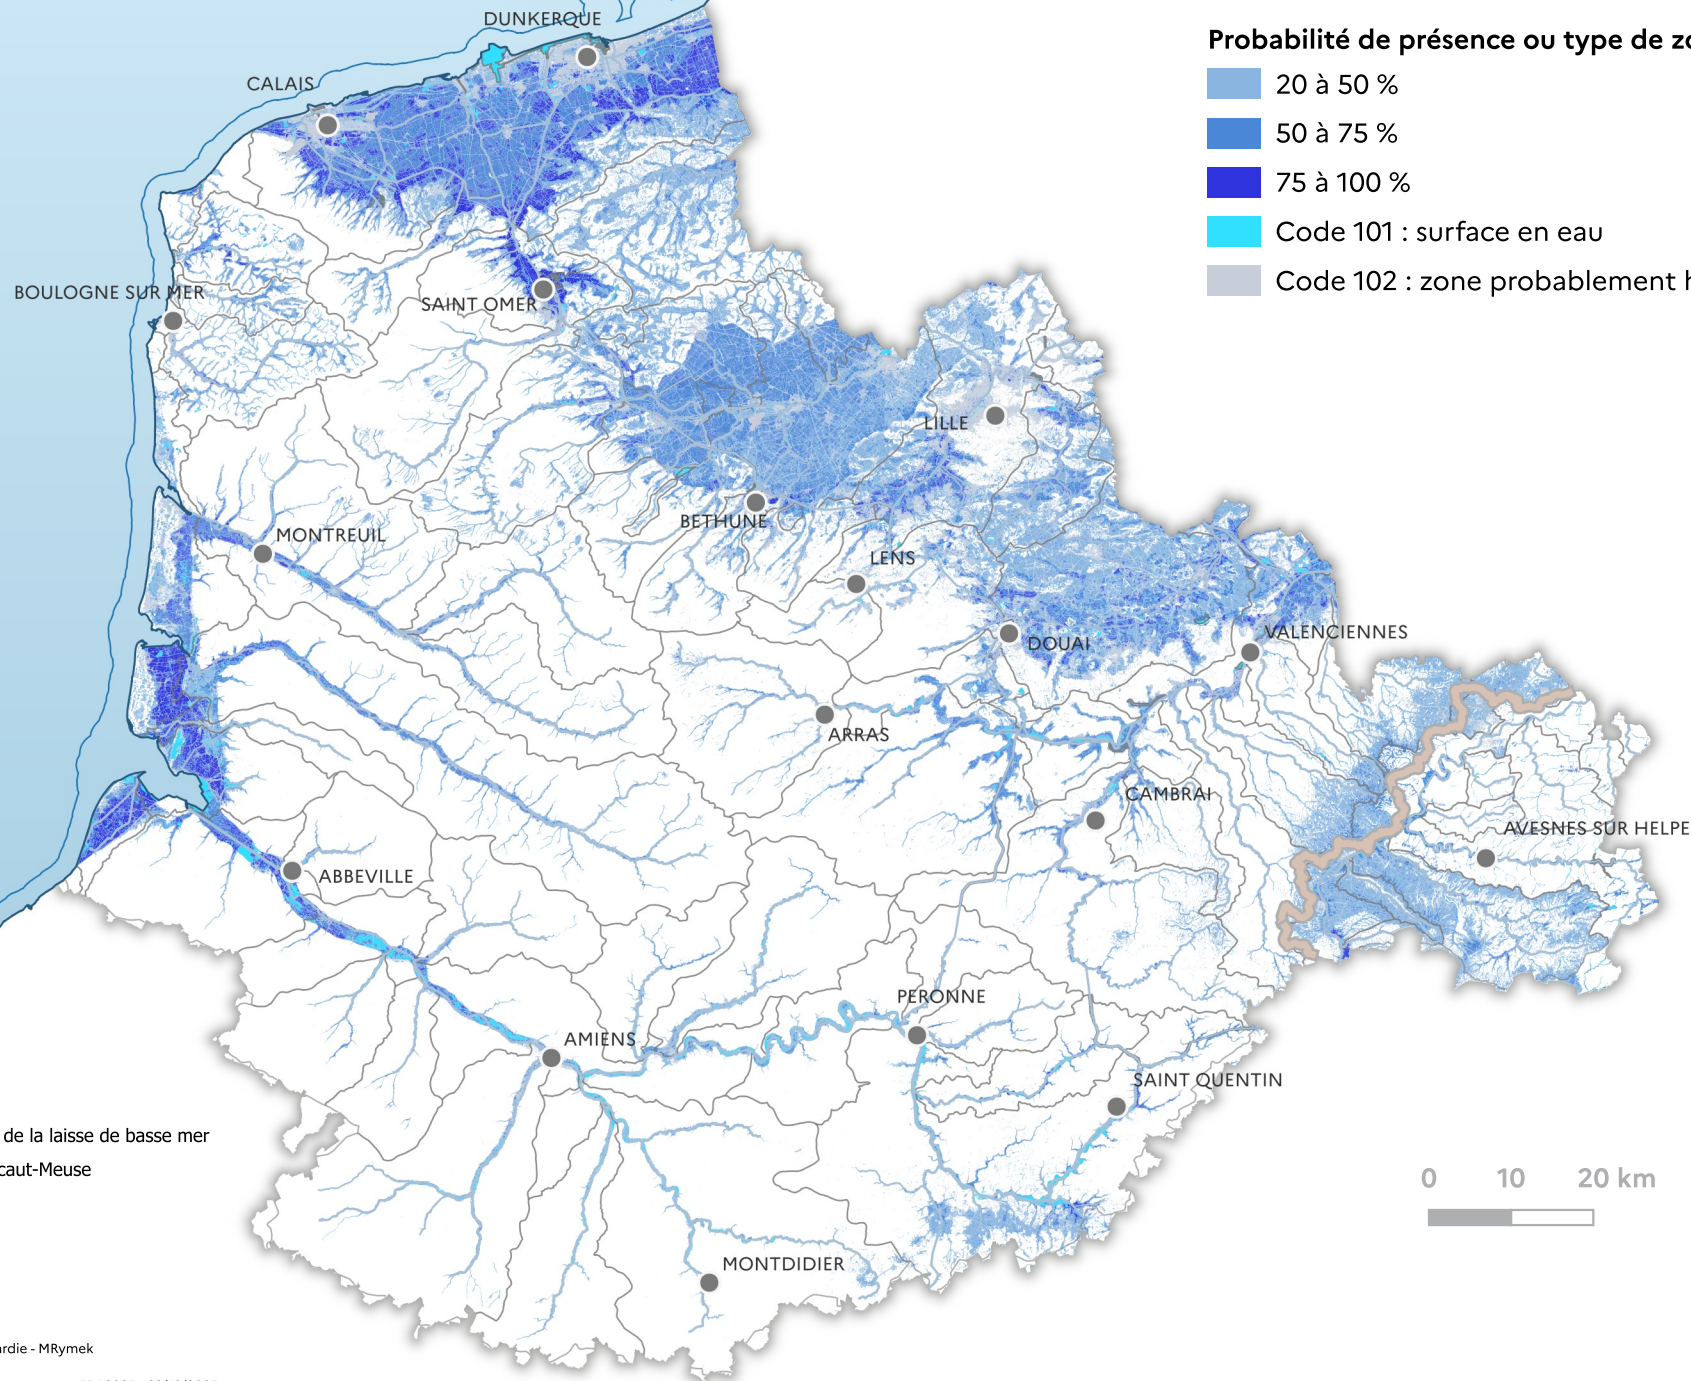 DUNKERQUE
CALAIS
BOULOGNE SUR MER
SAINT OMER
LILLE
BETHUNE
MONTREUIL
LENS
DOUAI
VALENCIENNES
ARRAS
CAMBRAI
AVESNES SUR HELPE
ABBEVILLE
PERONNE
AMIENS
SAINT QUENTIN
MONTDIDIER
Probabilité de présence ou type de zo
20 à 50 %
50 à 75 %
75 à 100 %
Code 101 : surface en eau
Code 102 : zone probablement h
0 10 20 km
de la laisse de basse mer
caut-Meuse
rdie - MRymek